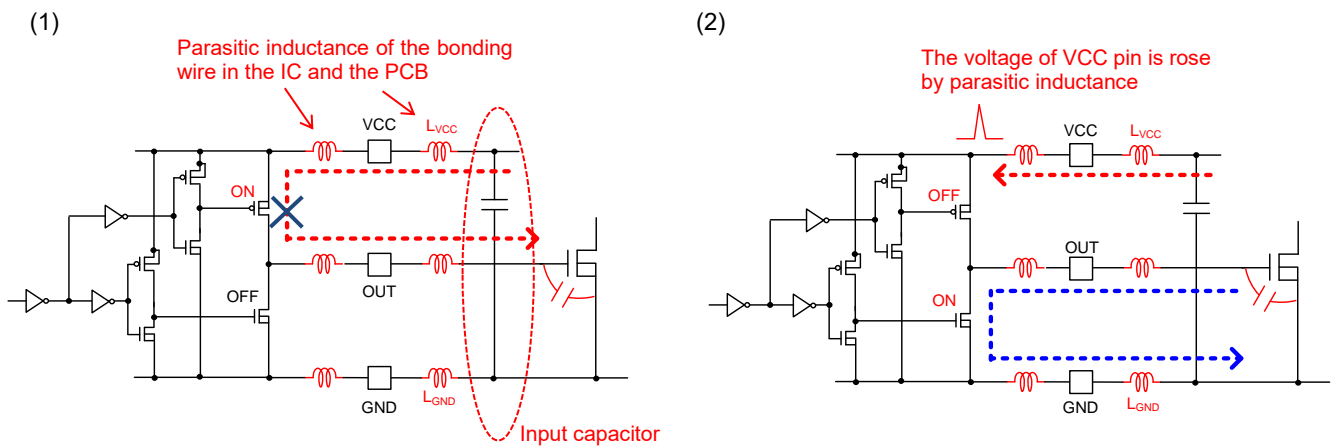 (1)
Parasitic inductance of the bonding
wire in the IC and the PCB
VCC
LVCC
ON
OFF
OUT
GND
LGND
Input capacitor
(2)
The voltage of VCC pin is rose
by parasitic inductance
VCC
LVCC
OFF
OUT
ON
GND
LGND